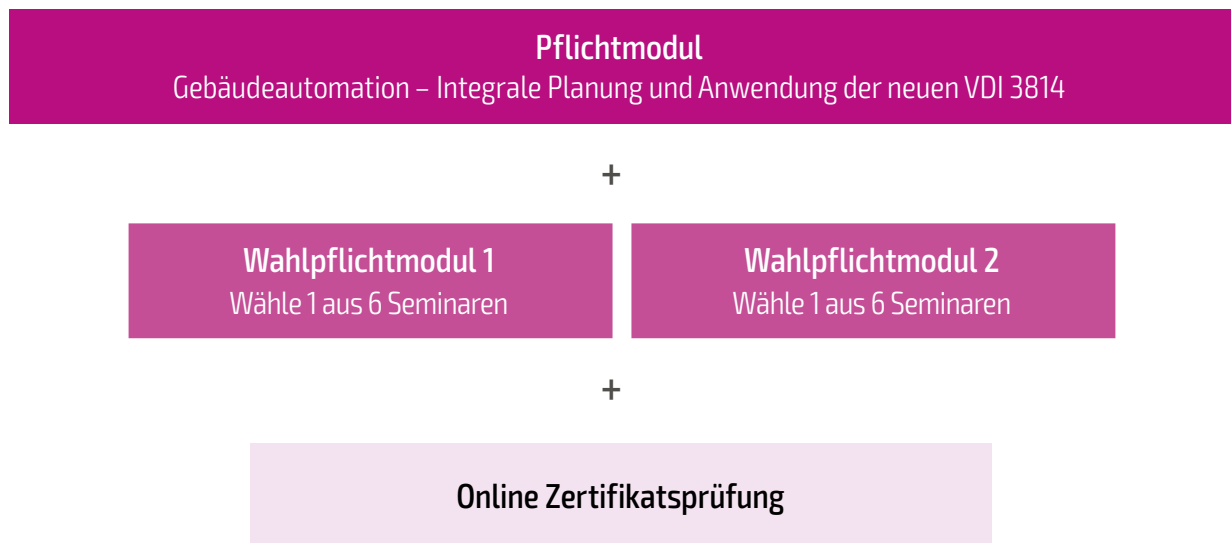 Pflichtmodul
Gebäudeautomation – Integrale Planung und Anwendung der neuen VDI 3814
+
Wahlpflichtmodul 1
Wähle 1 aus 6 Seminaren
Wahlpflichtmodul 2
Wähle 1 aus 6 Seminaren
+
Online Zertifikatsprüfung